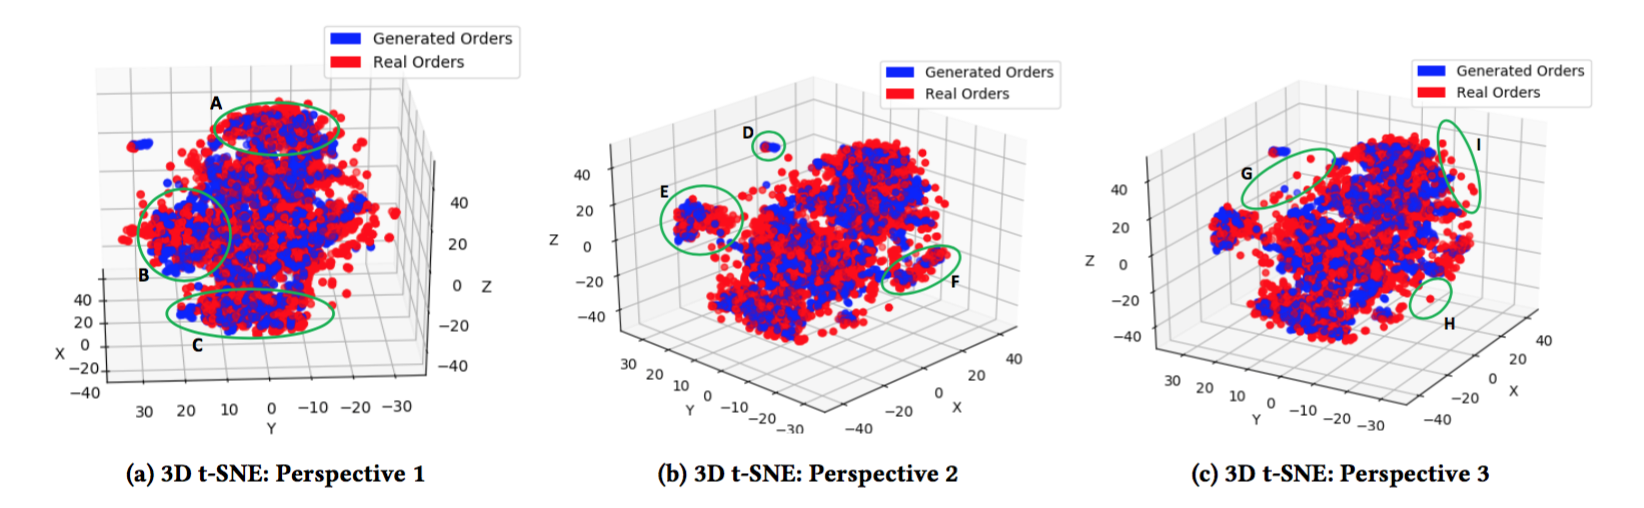 Generated Orders
Real Orders
A
B
C
40
20
0
−20
−40
Z
40
20
0
−20
−40
X
30
20
10
0
−10
−20
−30
Y
(a) 3D t-SNE: Perspective 1
Generated Orders
Real Orders
D
E
F
40
20
0
−20
−40
Z
30
20
10
0
−10
−20
−30
Y
40
20
0
−20
−40
X
(b) 3D t-SNE: Perspective 2
Generated Orders
Real Orders
G
I
H
40
20
0
−20
−40
Z
30
20
10
0
−10
−20
−30
Y
40
20
0
−20
−40
X
(c) 3D t-SNE: Perspective 3